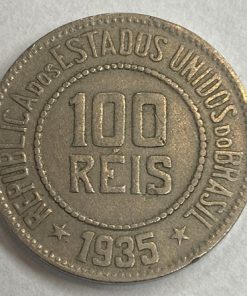 REPUBLICA DOS ESTADOS UNIDOS DO BRASIL
100
RÉIS
1935